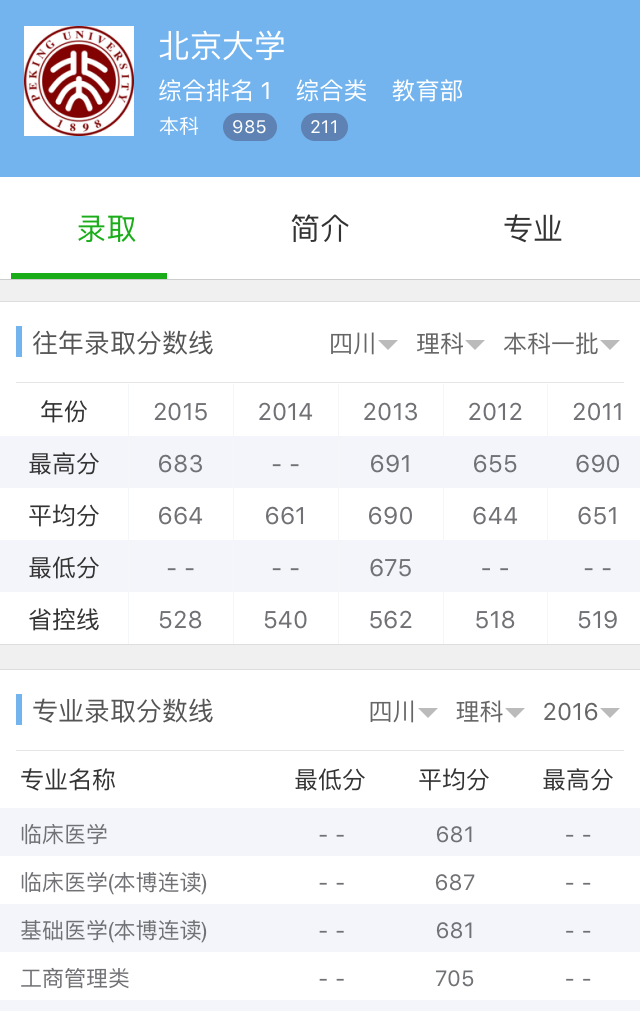 PEKING UNIVERSITY
1898
北京大学
综合排名 1 综合类 教育部
本科 985 211
录取 简介 专业
往年录取分数线 四川 理科 本科一批
年份 2015 2014 2013 2012 2011
最高分 683 - - 691 655 690
平均分 664 661 690 644 651
最低分 - - - - 675 - - - -
省控线 528 540 562 518 519
专业录取分数线 四川 理科 2016
专业名称 最低分 平均分 最高分
临床医学 - - 681 - -
临床医学(本博连读) - - 687 - -
基础医学(本博连读) - - 681 - -
工商管理类 - - 705 - -